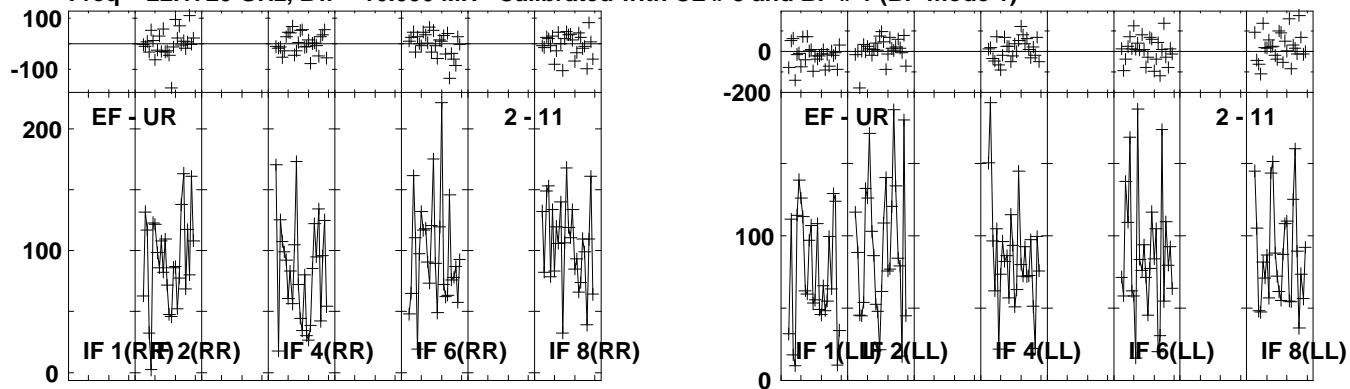 100
0
-100
EF - UR
2 - 11
200
100
0
IF 1(RR)
IF 2(RR)
IF 4(RR)
IF 6(RR)
IF 8(RR)
0
-200
200
EF - UR
2 - 11
100
0
IF 1(LL)
IF 2(LL)
IF 4(LL)
IF 6(LL)
IF 8(LL)